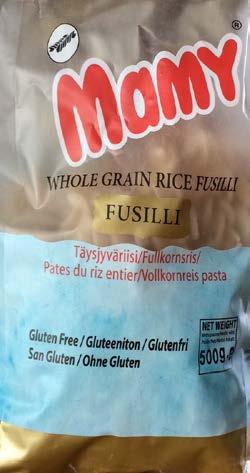 Mamy®
WHOLE GRAIN RICE FUSILLI
FUSILLI
Täysjyväriisi/Fullkornsris/
Pates du riz entier/Vollkornreis pasta
Gluten Free / Gluteeniton / Glutenfri
San Gluten / Ohne Gluten
NET WEIGHT
500g